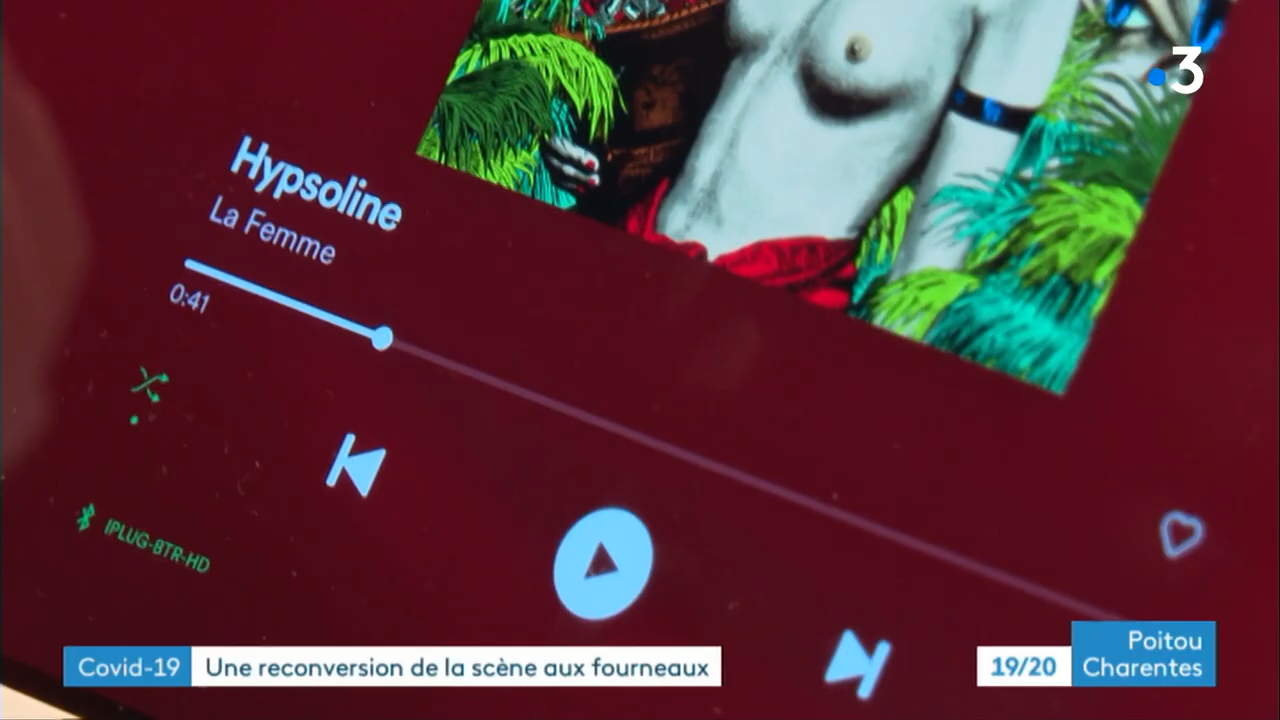 3
Hypsoline
La Femme
0:41
IPLUG-BTR-HD
Covid-19
Une reconversion de la scène aux fourneaux
19/20
Poitou
Charentes